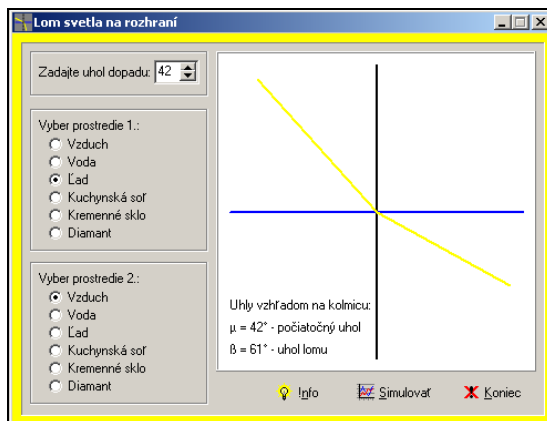 Lom svetla na rozhraní
Zadajte uhol dopadu: 42
Vyber prostredie 1.:
Vzduch
Voda
Ľad
Kuchynská soľ
Kremenné sklo
Diamant
Vyber prostredie 2.:
Vzduch
Voda
Ľad
Kuchynská soľ
Kremenné sklo
Diamant
Uhly vzhľadom na kolmicu:
μ = 42° - počiatočný uhol
ß = 61° - uhol lomu
Info
Simulovať
Koniec